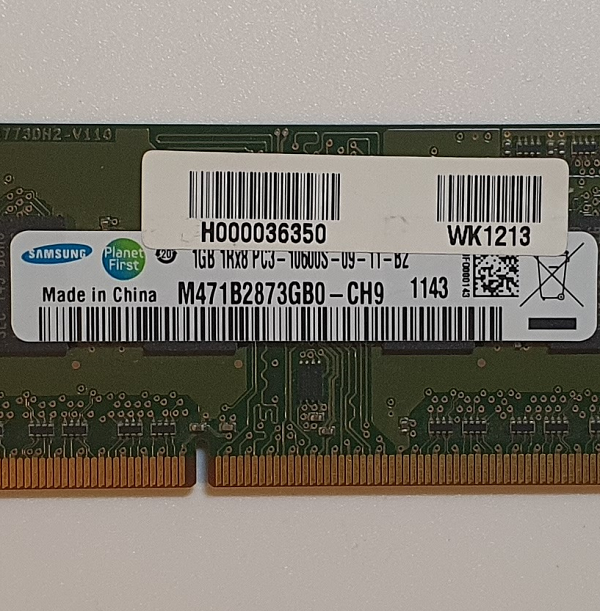 773DH2-V110
H000036350
WK1213
SAMSUNG
Planet
First
1GB 1Rx8 PC3-10600S-09-11-B2
Made in China
M471B2873GB0-CH9
1143